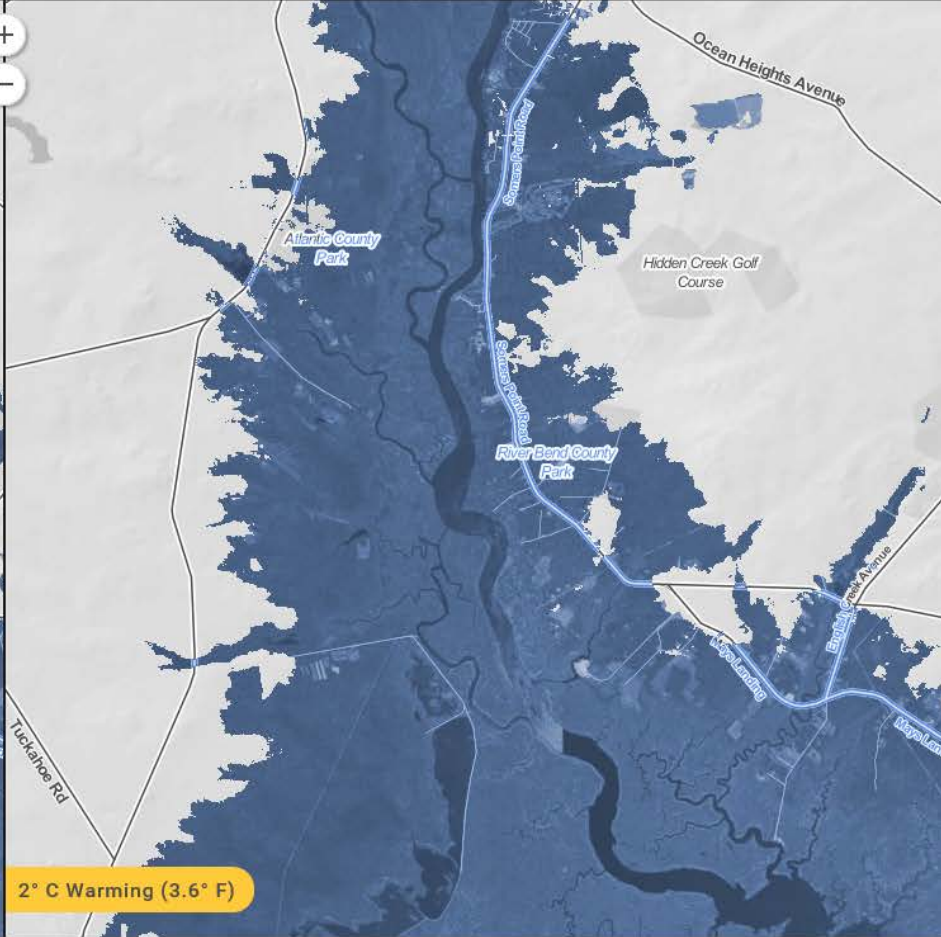 +
−
Ocean Heights Avenue
Somers Point Road
Atlantic County
Park
Hidden Creek Golf
Course
Somers Point Road
River Bend County
Park
English Creek Avenue
Mays Landing
Mays Lan
Tuckahoe Rd
2° C Warming (3.6° F)